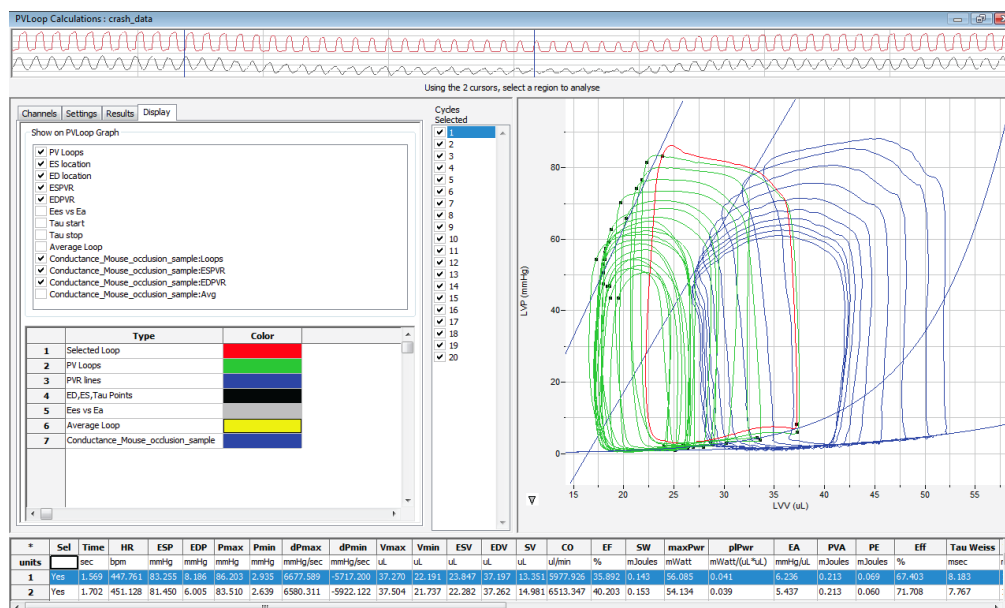 PVLoop Calculations : crash_data
Using the 2 cursors, select a region to analyse
Channels Settings Results Display
Show on PVLoop Graph
PV Loops
ES location
ED location
ESPVR
EDPVR
Ees vs Ea
Tau start
Tau stop
Average Loop
Conductance_Mouse_occlusion_sample:Loops
Conductance_Mouse_occlusion_sample:ESPVR
Conductance_Mouse_occlusion_sample:EDPVR
Conductance_Mouse_occlusion_sample:Avg
Type Color
1 Selected Loop
2 PV Loops
3 PVR lines
4 ED,ES,Tau Points
5 Ees vs Ea
6 Average Loop
7 Conductance_Mouse_occlusion_sample
Cycles
Selected
1
2
3
4
5
6
7
8
9
10
11
12
13
14
15
16
17
18
19
20
LVP (mmHg)
80
60
40
20
0
15 20 25 30 35 40 45 50 55
LVV (uL)
* Sel Time HR ESP EDP Pmax Pmin dPmax dPmin Vmax Vmin ESV EDV SV CO EF SW maxPwr plPwr EA PVA PE Eff Tau Weiss
units sec bpm mmHg mmHg mmHg mmHg mmHg/sec mmHg/sec uL uL uL uL uL ul/min % mJoules mWatt mWatt/(uL*uL) mmHg/uL mJoules mJoules % msec
1 Yes 1.569 447.761 83.255 8.186 86.203 2.935 6677.589 -5717.200 37.270 22.191 23.847 37.197 13.351 5977.926 35.892 0.143 56.085 0.041 6.236 0.213 0.069 67.403 8.183
2 Yes 1.702 451.128 81.450 6.005 83.510 2.639 6580.311 -5922.122 37.504 21.737 22.282 37.262 14.981 6513.347 40.203 0.153 54.134 0.039 5.437 0.213 0.060 71.708 7.767